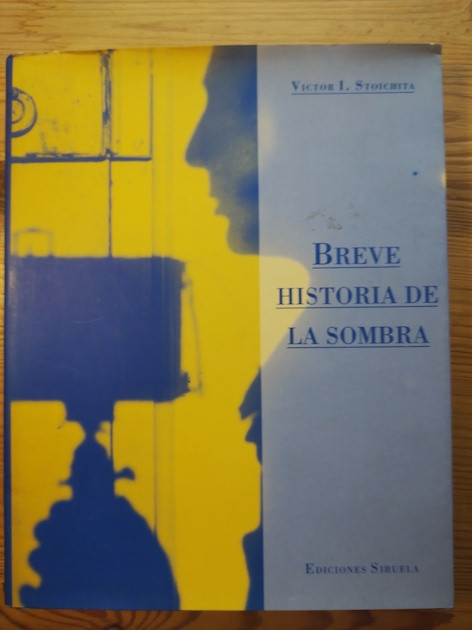 Victor I. Stoichita
Breve
historia de
la sombra
Ediciones Siruela